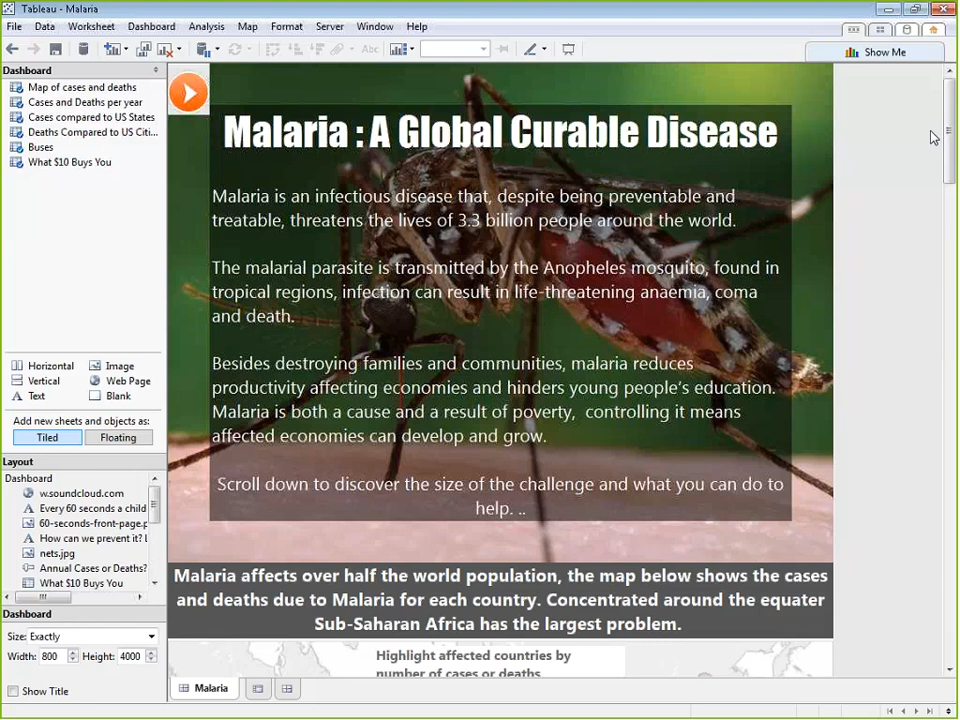 Tableau - Malaria
File Data Worksheet Dashboard Analysis Map Format Server Window Help
Abc
Show Me
Dashboard
Map of cases and deaths
Cases and Deaths per year
Cases compared to US States
Deaths Compared to US Citi...
Buses
What $10 Buys You
Horizontal Image
Vertical Web Page
Text Blank
Add new sheets and objects as:
Tiled Floating
Layout
Dashboard
w.soundcloud.com
Every 60 seconds a child
60-seconds-front-page.p
How can we prevent it?
nets.jpg
Annual Cases or Deaths?
What $10 Buys You
Dashboard
Size: Exactly
Width: 800 Height: 4000
Show Title
Malaria : A Global Curable Disease
Malaria is an infectious disease that, despite being preventable and
treatable, threatens the lives of 3.3 billion people around the world.
The malarial parasite is transmitted by the Anopheles mosquito, found in
tropical regions, infection can result in life-threatening anaemia, coma
and death.
Besides destroying families and communities, malaria reduces
productivity affecting economies and hinders young people's education.
Malaria is both a cause and a result of poverty, controlling it means
affected economies can develop and grow.
Scroll down to discover the size of the challenge and what you can do to
help. ..
Malaria affects over half the world population, the map below shows the cases
and deaths due to Malaria for each country. Concentrated around the equater
Sub-Saharan Africa has the largest problem.
Highlight affected countries by
number of cases or deaths
Malaria